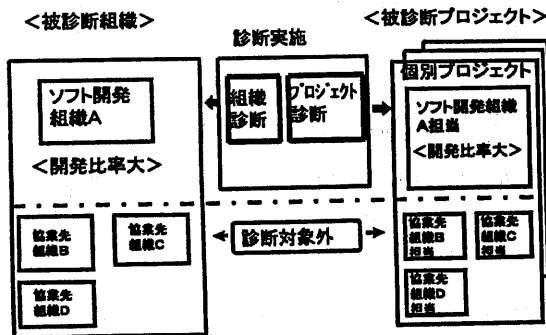 <被診断組織>
診断実施
<被診断プロジェクト>
ソフト開発
組織A
<開発比率大>
組織
診断
プロジェクト
診断
個別プロジェクト
ソフト開発組織
A担当
<開発比率大>
協業先
組織B
協業先
組織C
協業先
組織D
診断対象外
協業先
組織B
担当
協業先
組織C
担当
協業先
組織D
担当